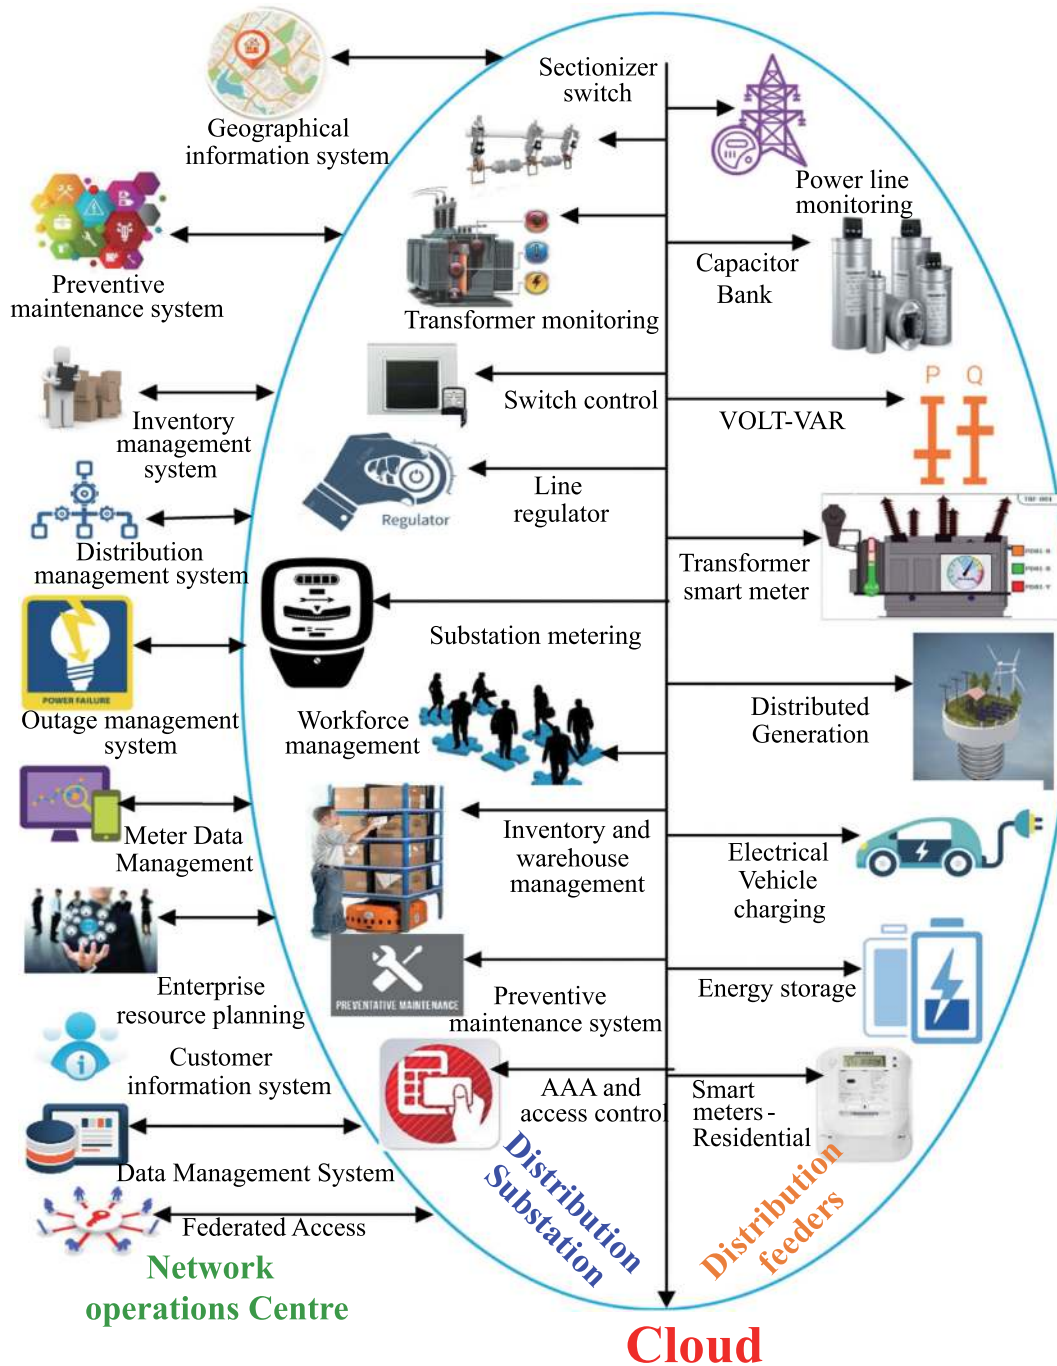 Geographical
information system
Preventive
maintenance system
Inventory
management
system
Distribution
management system
POWER FAILURE
Outage management
system
Meter Data
Management
Enterprise
resource planning
Customer
information system
Data Management System
Federated Access
Network
operations Centre
Sectionizer
switch
Transformer monitoring
Switch control
Regulator
Line
regulator
Substation metering
Workforce
management
Inventory and
warehouse
management
PREVENTATIVE MAINTENANCE
Preventive
maintenance system
AAA and
access control
Distribution
Substation
Power line
monitoring
Capacitor
Bank
P Q
VOLT-VAR
Transformer
smart meter
Distributed
Generation
Electrical
Vehicle
charging
Energy storage
Smart
meters -
Residential
Distribution
feeders
Cloud